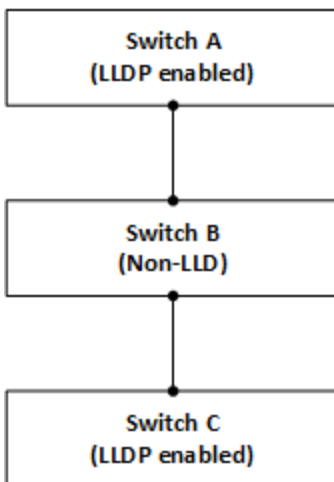 Switch A
(LLDP enabled)
Switch B
(Non-LLD)
Switch C
(LLDP enabled)